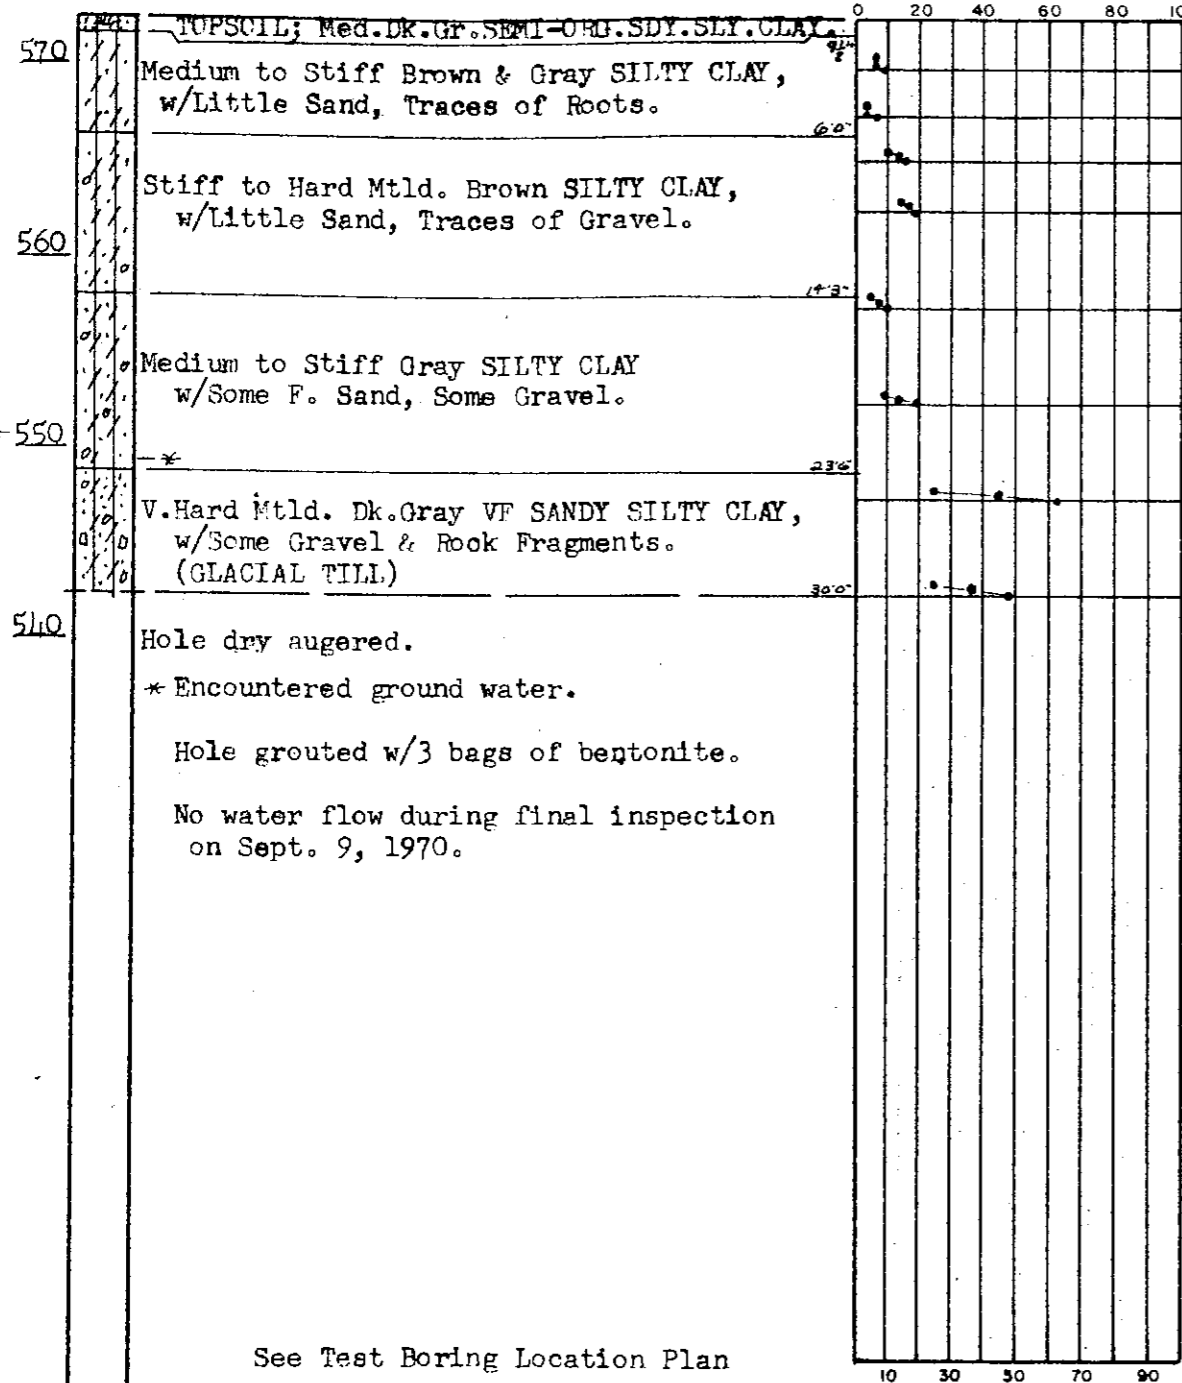 0 20 40 60 80
TOPSOIL; Med.Dk.Gr.SEMI-ORG.SDY.SLY.CLAY.
570
Medium to Stiff Brown & Gray SILTY CLAY,
w/Little Sand, Traces of Roots.
6'0"
Stiff to Hard Mtld. Brown SILTY CLAY,
w/Little Sand, Traces of Gravel.
560
14'3"
Medium to Stiff Gray SILTY CLAY
w/Some F. Sand, Some Gravel.
550
*
23'6"
V.Hard Mtld. Dk.Gray VF SANDY SILTY CLAY,
w/Some Gravel & Rock Fragments.
(GLACIAL TILL)
30'0"
540
Hole dry augered.
* Encountered ground water.
Hole grouted w/3 bags of bentonite.
No water flow during final inspection
on Sept. 9, 1970.
See Test Boring Location Plan
10 30 50 70 90